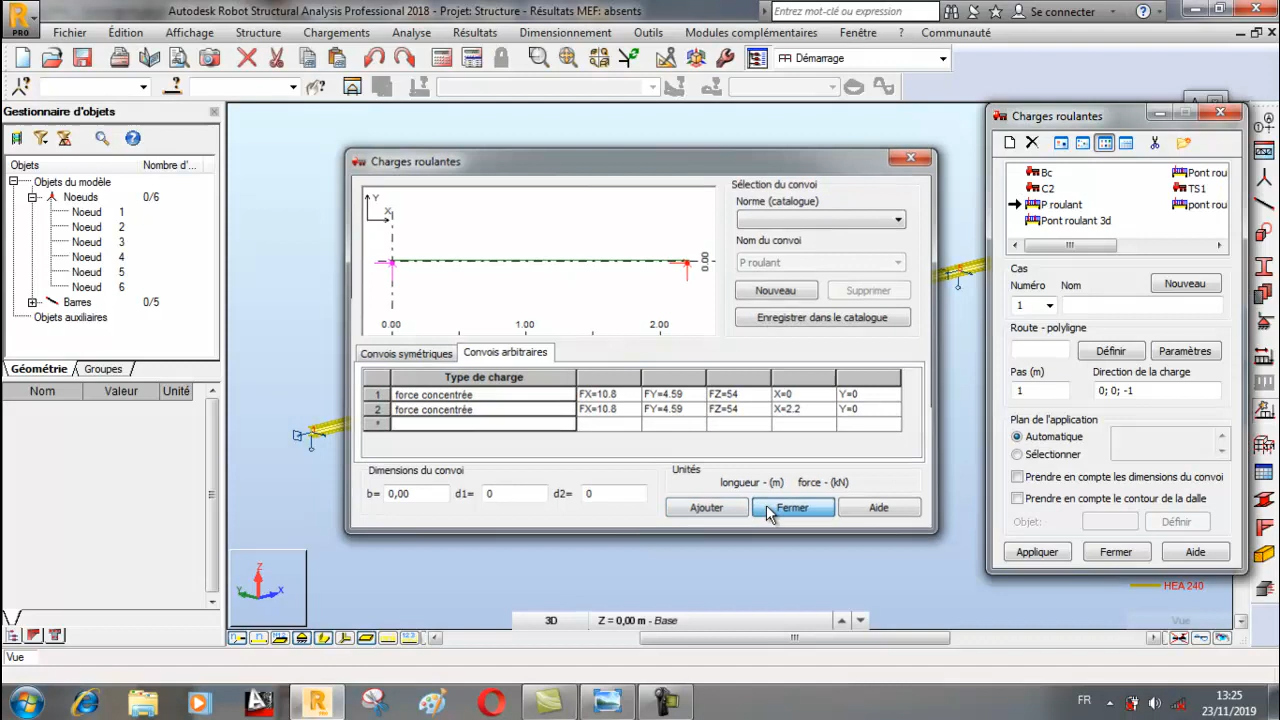 Autodesk Robot Structural Analysis Professional 2018 - Projet: Structure - Résultats MEF: absents
Entrez mot-clé ou expression
Se connecter
PRO
Fichier Édition Affichage Structure Chargements Analyse Résultats Dimensionnement Outils Modules complémentaires Fenêtre ? Communauté
Démarrage
Gestionnaire d'objets
Objets Nombre d'...
Objets du modèle
Noeuds 0/6
Noeud 1
Noeud 2
Noeud 3
Noeud 4
Noeud 5
Noeud 6
Barres 0/5
Objets auxiliaires
Géométrie Groupes
Nom Valeur Unité
Charges roulantes
Y
X
0.00
0.00 1.00 2.00
Sélection du convoi
Norme (catalogue)
Nom du convoi
P roulant
Nouveau Supprimer
Enregistrer dans le catalogue
Convois symétriques Convois arbitraires
Type de charge
1 force concentrée FX=10.8 FY=4.59 FZ=54 X=0 Y=0
2 force concentrée FX=10.8 FY=4.59 FZ=54 X=2.2 Y=0
*
Dimensions du convoi
b= 0,00 d1= 0 d2= 0
Unités
longueur - (m) force - (kN)
Ajouter Fermer Aide
Charges roulantes
Bc Pont rou
C2 TS1
P roulant pont rou
Pont roulant 3d
Cas
Numéro Nom Nouveau
1
Route - polyligne
Définir Paramètres
Pas (m) Direction de la charge
1 0; 0; -1
Plan de l'application
Automatique
Sélectionner
Prendre en compte les dimensions du convoi
Prendre en compte le contour de la dalle
Objet: Définir
Appliquer Fermer Aide
HEA 240
Z
Y X
3D Z = 0,00 m - Base
Vue
Vue
FR
13:25
23/11/2019